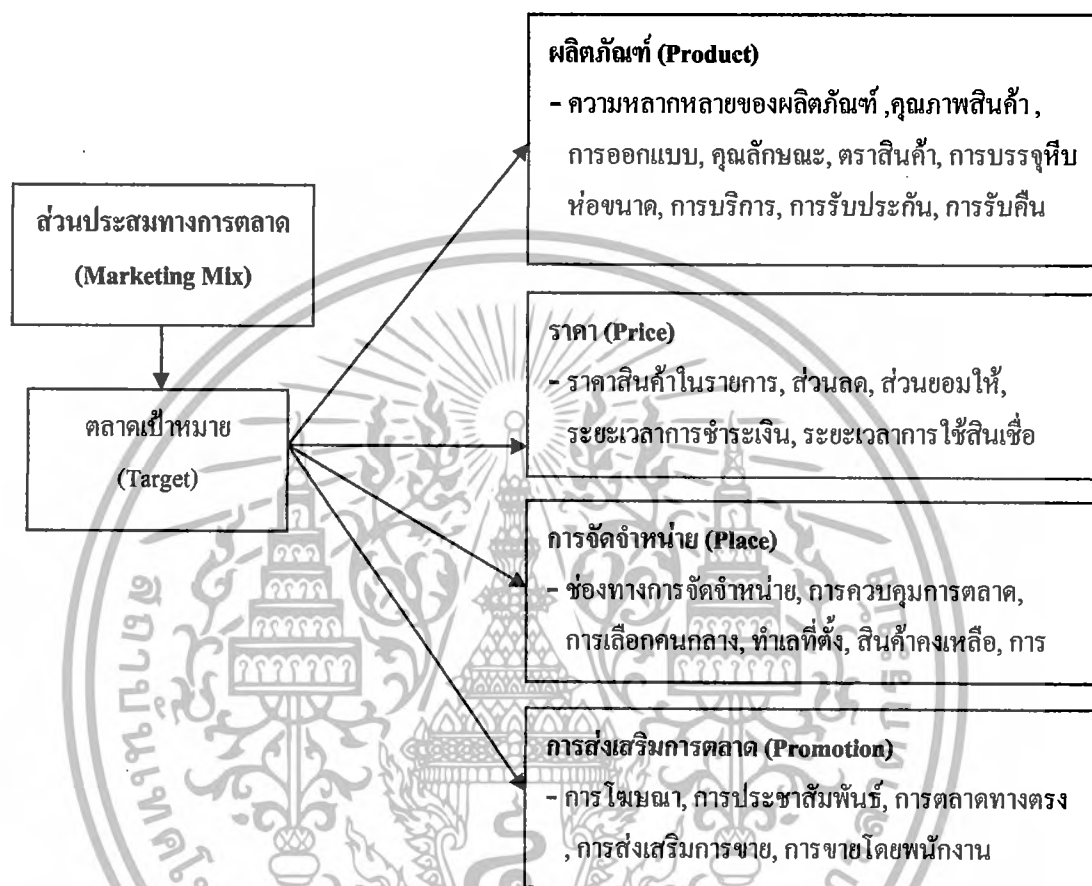 ส่วนประสมทางการตลาด
(Marketing Mix)
ตลาดเป้าหมาย
(Target)
ผลิตภัณฑ์ (Product)
- ความหลากหลายของผลิตภัณฑ์ ,คุณภาพสินค้า ,
การออกแบบ, คุณลักษณะ, ตราสินค้า, การบรรจุหีบ
ห่อขนาด, การบริการ, การรับประกัน, การรับคืน
ราคา (Price)
- ราคาสินค้าในรายการ, ส่วนลด, ส่วนยอมให้,
ระยะเวลาการชำระเงิน, ระยะเวลาการใช้สินเชื่อ
การจัดจำหน่าย (Place)
- ช่องทางการจัดจำหน่าย, การควบคุมการตลาด,
การเลือกคนกลาง, ทำเลที่ตั้ง, สินค้าคงเหลือ, การ
การส่งเสริมการตลาด (Promotion)
- การโฆษณา, การประชาสัมพันธ์, การตลาดทางตรง
, การส่งเสริมการขาย, การขายโดยพนักงาน